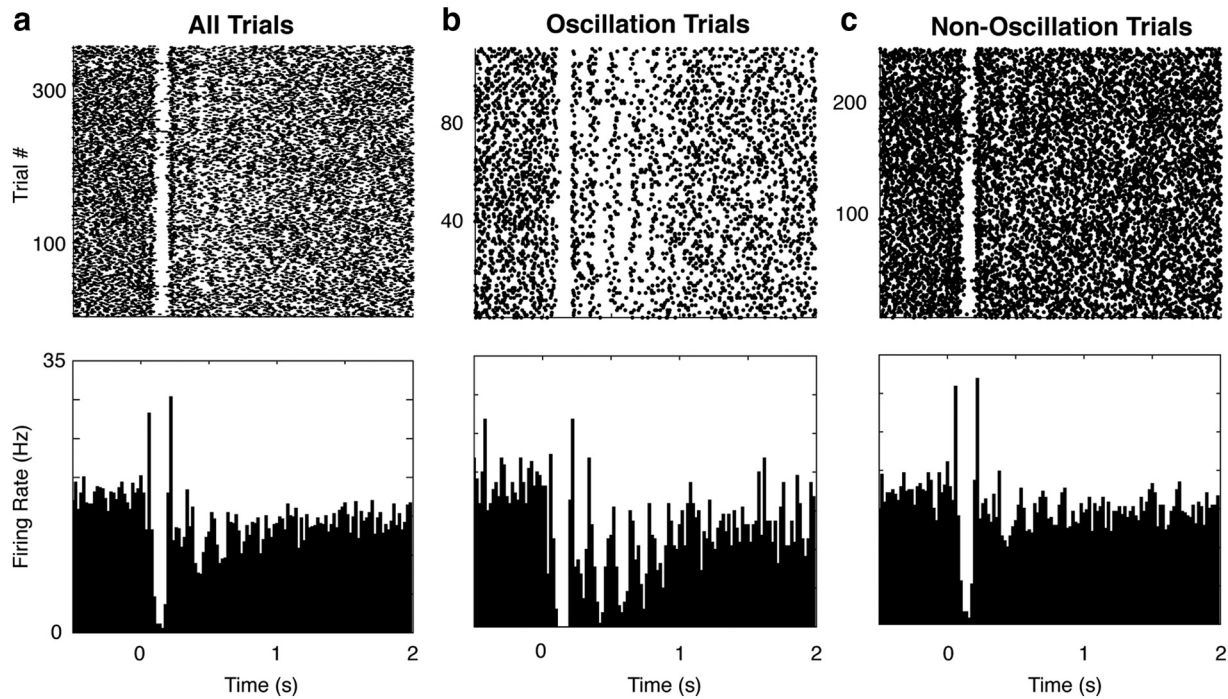 a
All Trials
b
Oscillation Trials
c
Non-Oscillation Trials
Trial #
300
100
80
40
200
100
Firing Rate (Hz)
35
0
0
1
2
0
1
2
0
1
2
Time (s)
Time (s)
Time (s)